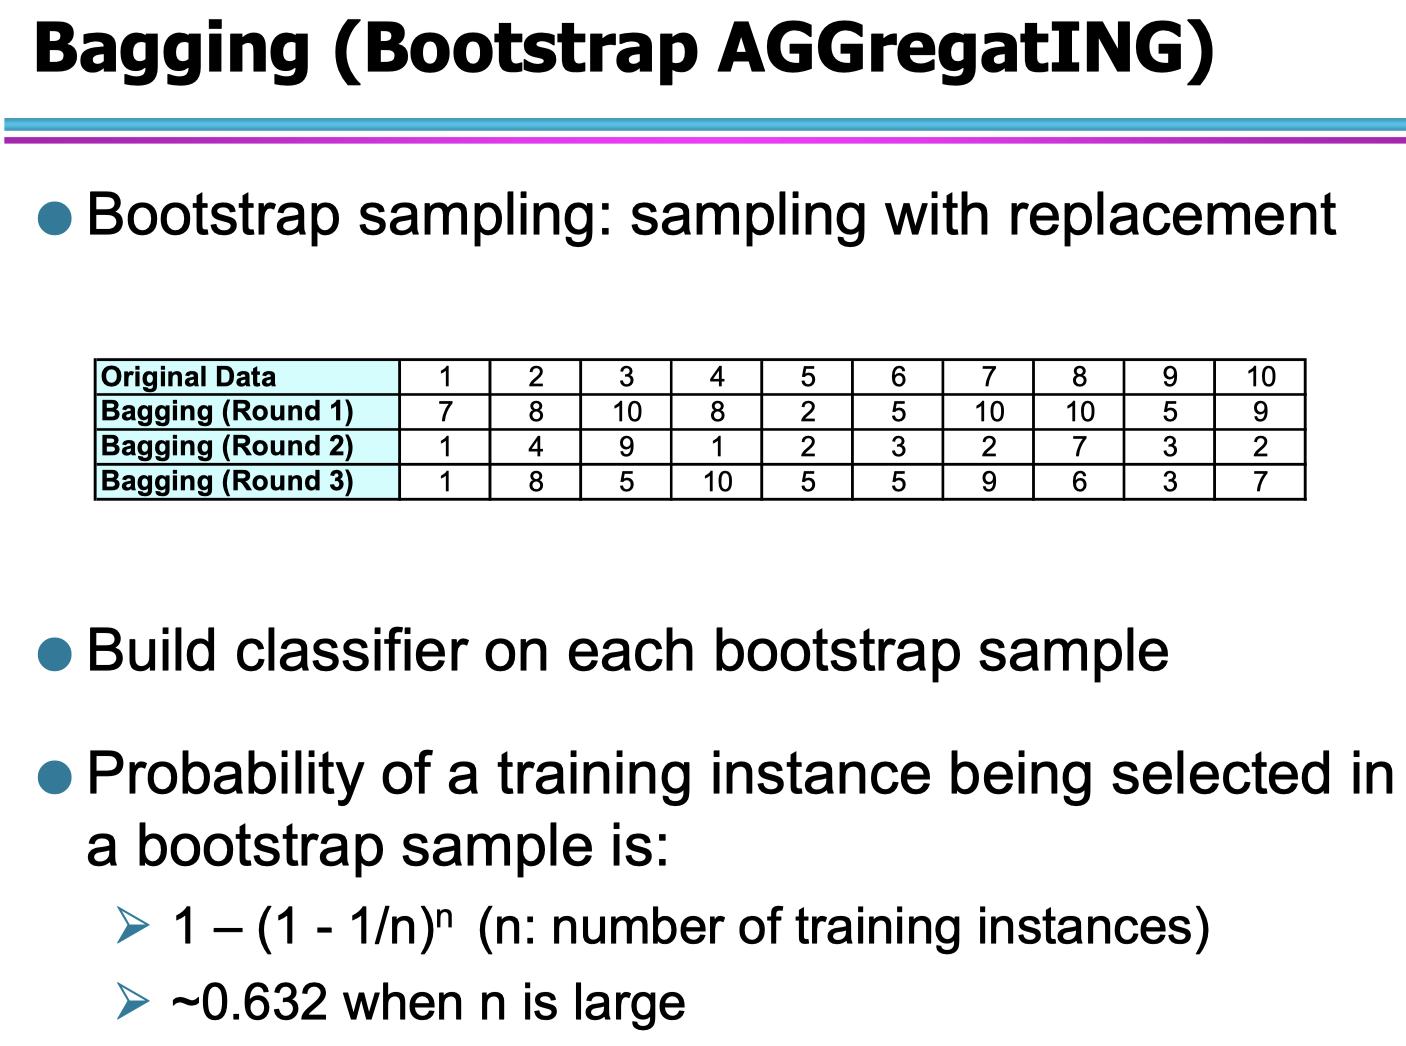 Bagging (Bootstrap AGGregatING)
● Bootstrap sampling: sampling with replacement
Original Data 1 2 3 4 5 6 7 8 9 10
Bagging (Round 1) 7 8 10 8 2 5 10 10 5 9
Bagging (Round 2) 1 4 9 1 2 3 2 7 3 2
Bagging (Round 3) 1 8 5 10 5 5 9 6 3 7
● Build classifier on each bootstrap sample
● Probability of a training instance being selected in
a bootstrap sample is:
➢ 1 – (1 - 1/n)ⁿ (n: number of training instances)
➢ ~0.632 when n is large